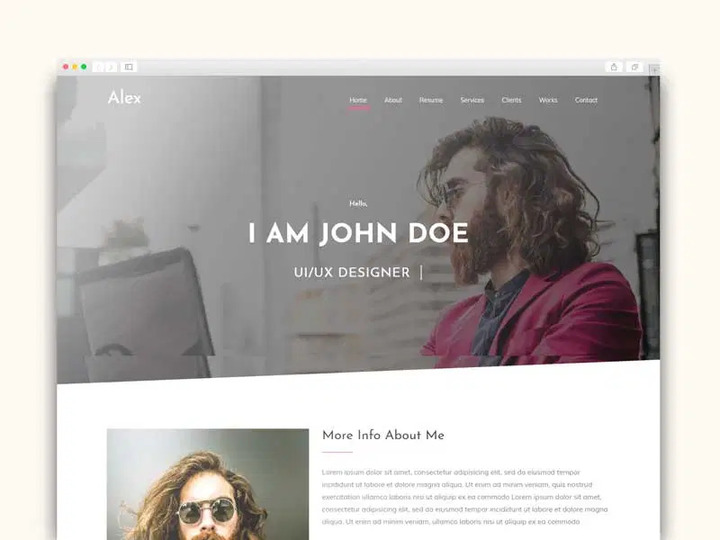 Alex
Home About Resume Services Clients Works Contact
Hello,
I AM JOHN DOE
UI/UX DESIGNER
More Info About Me
Lorem ipsum dolor sit amet, consectetur adipisicing elit, sed do eiusmod tempor
incididunt ut labore et dolore magna aliqua. Ut enim ad minim veniam, quis nostrud
exercitation ullamco laboris nisi ut aliquip ex ea commodo Lorem ipsum dolor sit amet,
consectetur adipisicing elit, sed do eiusmod tempor incididunt ut labore et dolore magna
aliqua. Ut enim ad minim veniam, ullamco laboris nisi ut aliquip ex ea commodo